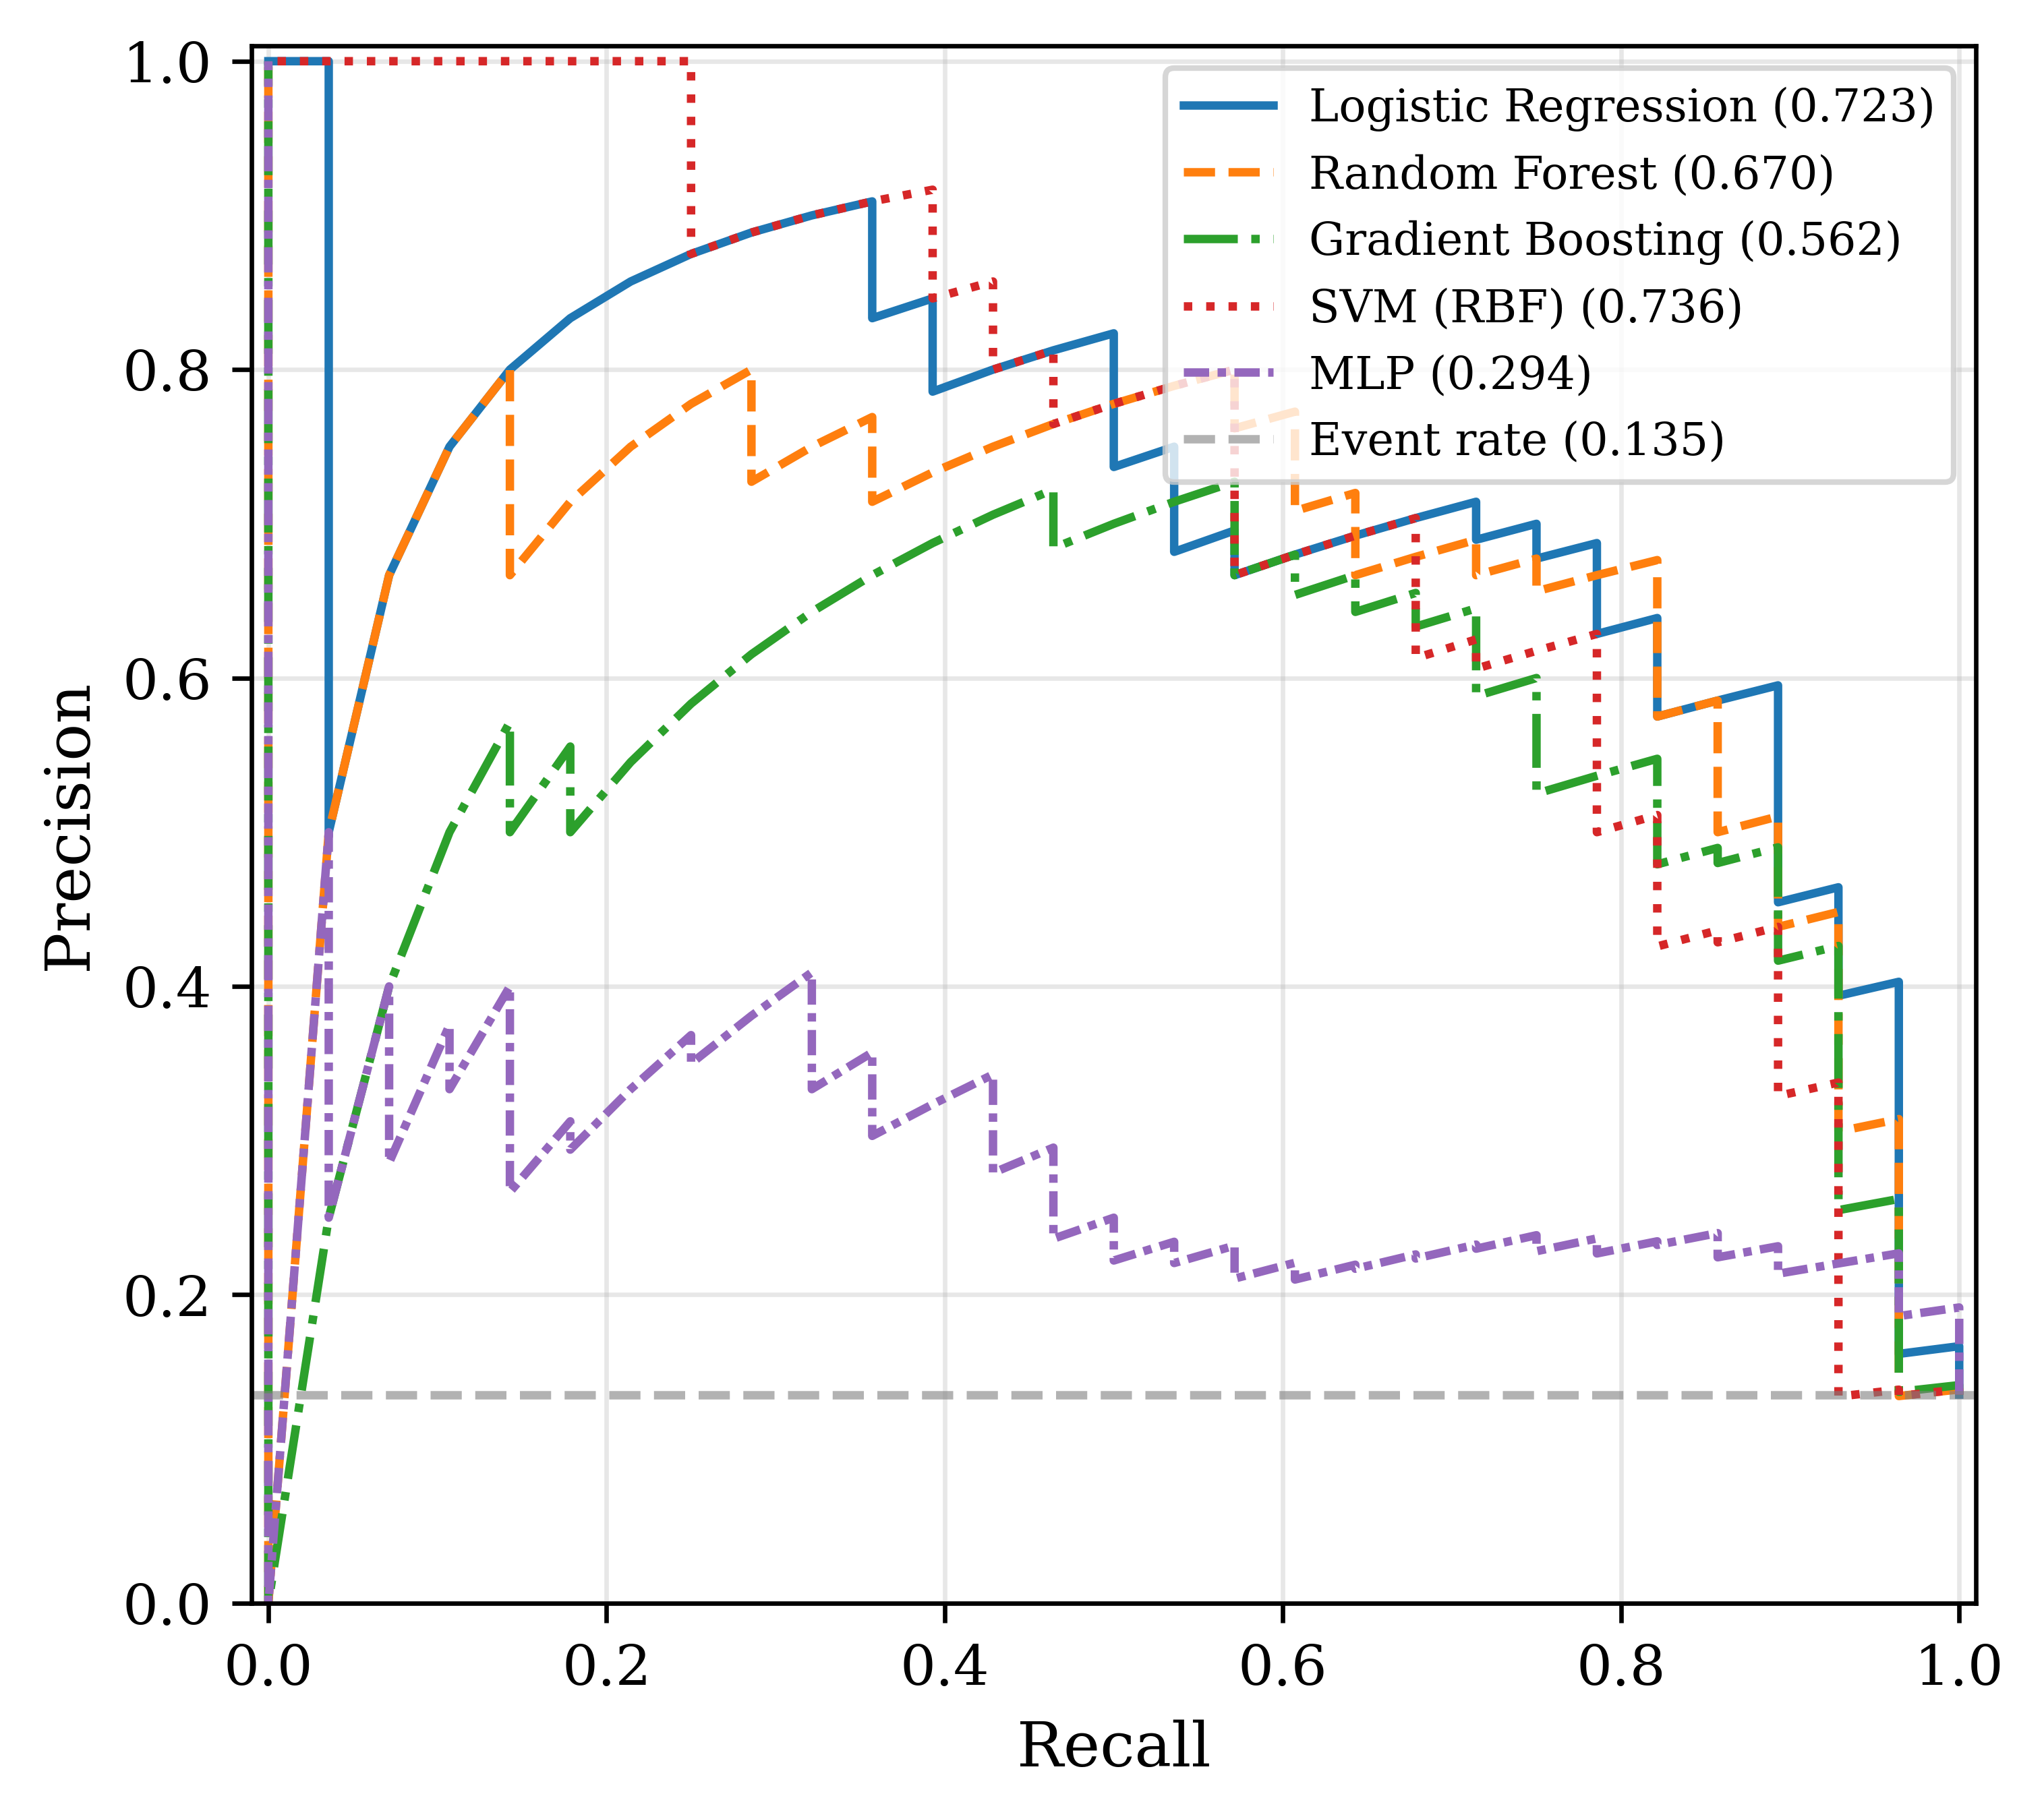 1.0
0.8
0.6
0.4
0.2
0.0
Precision
0.0 0.2 0.4 0.6 0.8 1.0
Recall
Logistic Regression (0.723)
Random Forest (0.670)
Gradient Boosting (0.562)
SVM (RBF) (0.736)
MLP (0.294)
Event rate (0.135)